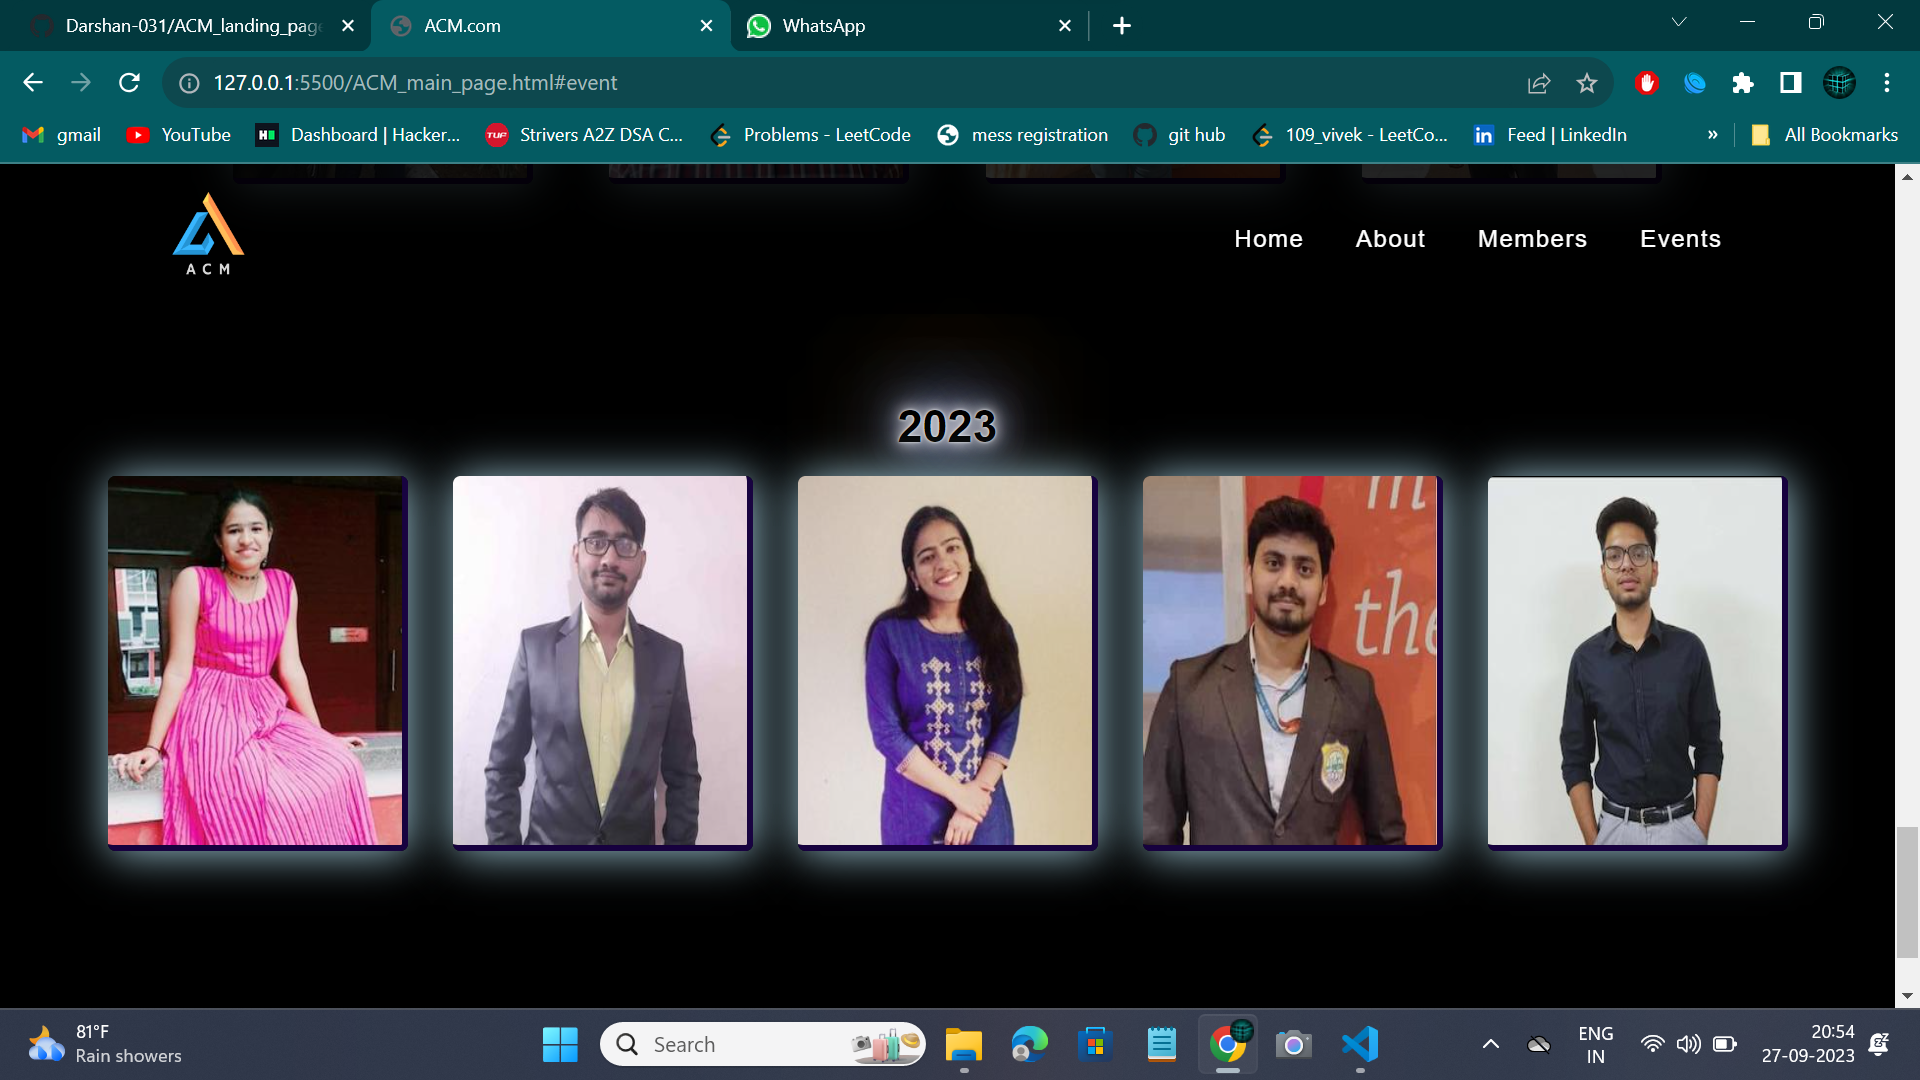 Darshan-031/ACM_landing_pag
ACM.com
WhatsApp
127.0.0.1:5500/ACM_main_page.html#event
gmail
YouTube
Dashboard | Hacker...
TUF
Strivers A2Z DSA C...
Problems - LeetCode
mess registration
git hub
109_vivek - LeetCo...
Feed | LinkedIn
»
All Bookmarks
ACM
Home
About
Members
Events
2023
the
81°F
Rain showers
Search
ENG
IN
20:54
27-09-2023